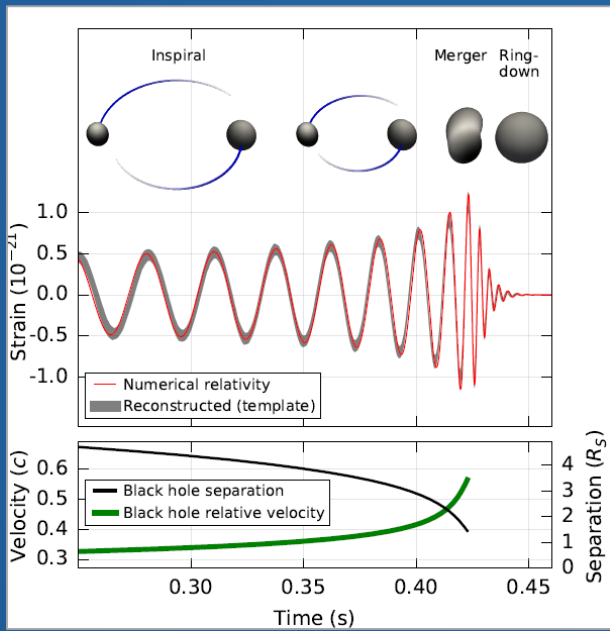 Inspiral
Merger
Ring-
down
Strain (10⁻²¹)
1.0
0.5
0.0
-0.5
-1.0
Numerical relativity
Reconstructed (template)
Velocity (c)
0.6
0.5
0.4
0.3
Black hole separation
Black hole relative velocity
4
3
2
1
0
Separation (R_S)
0.30 0.35 0.40 0.45
Time (s)